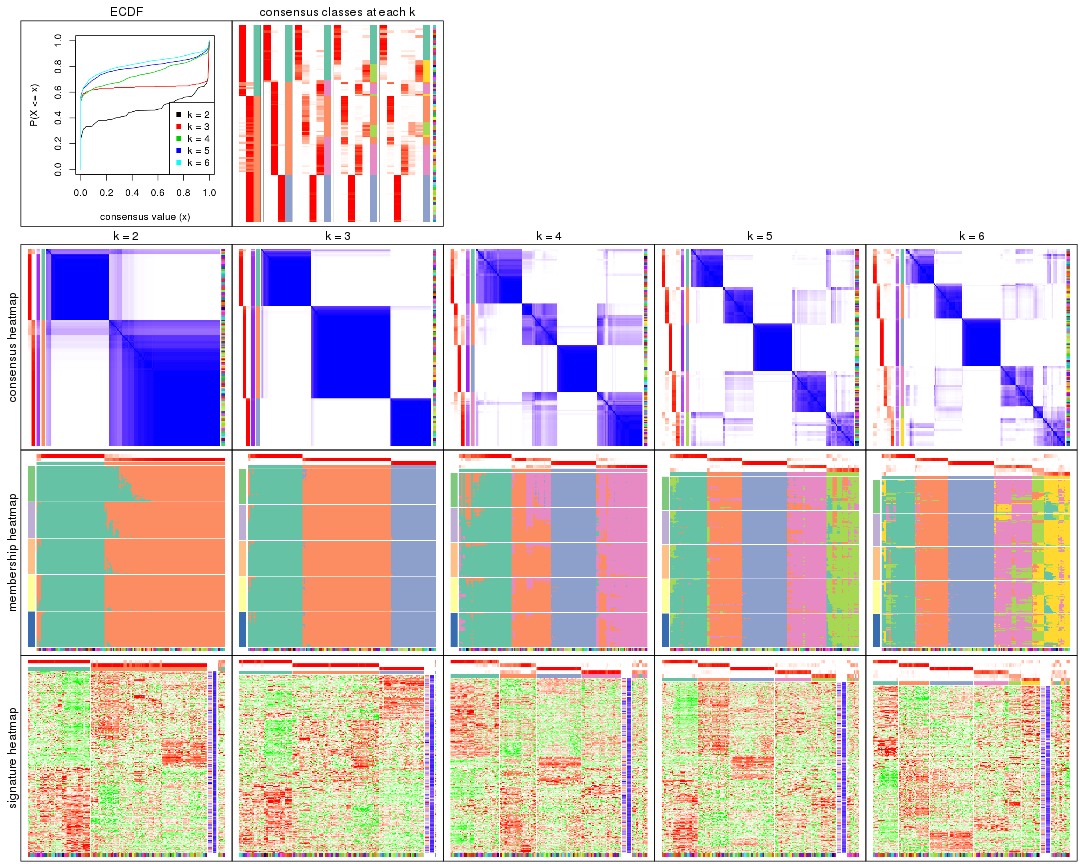 ECDF
consensus classes at each k
P(X <= x)
0.0 0.2 0.4 0.6 0.8 1.0
k = 2
k = 3
k = 4
k = 5
k = 6
0.0 0.2 0.4 0.6 0.8 1.0
consensus value (x)
k = 2
k = 3
k = 4
k = 5
k = 6
consensus heatmap
membership heatmap
signature heatmap